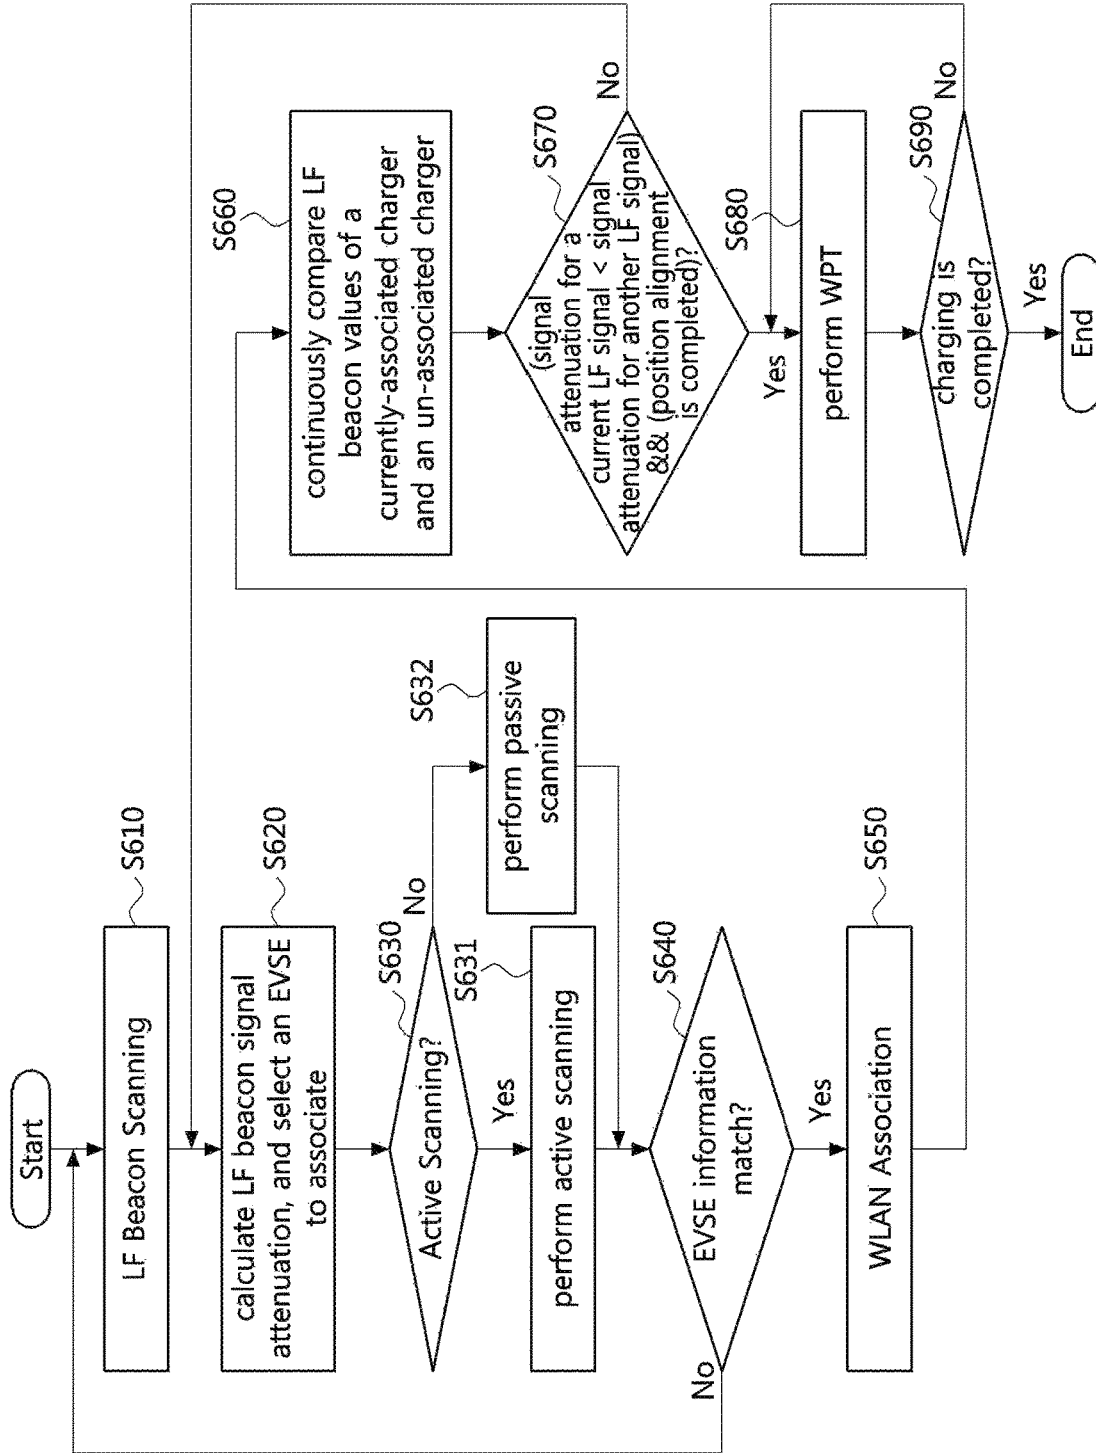 Start
LF Beacon Scanning
S610
calculate LF beacon signal
attenuation, and select an EVSE
to associate
S620
Active Scanning?
S630
No
Yes
perform active scanning
S631
perform passive
scanning
S632
EVSE information
match?
S640
No
Yes
WLAN Association
S650
continuously compare LF
beacon values of a
currently-associated charger
and an un-associated charger
S660
(signal
attenuation for a
current LF signal < signal
attenuation for another LF signal)
&& (position alignment
is completed)?
S670
No
Yes
perform WPT
S680
charging is
completed?
S690
No
Yes
End